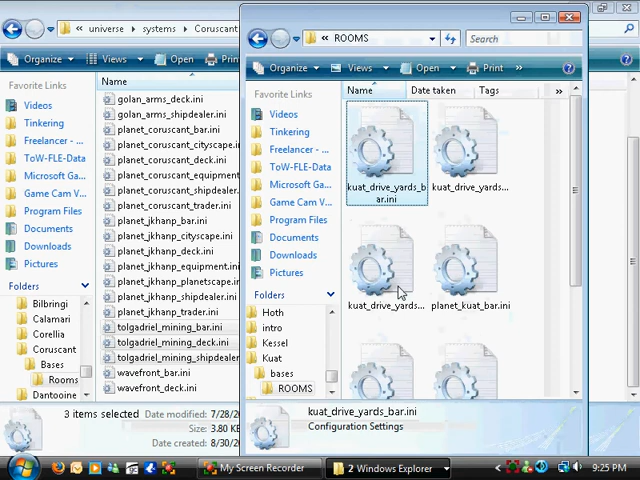 « universe ▸ systems ▸ Coruscant
Organize ▾ Views ▾ Open ▾ Print
Favorite Links
Videos
Tinkering
Freelancer - ...
ToW-FLE-Data
Microsoft Ga...
Game Cam V...
Program Files
Documents
Downloads
Pictures
Folders
Bilbringi
Calamari
Corellia
Coruscant
Bases
Rooms
Dantooine
Name
golan_arms_deck.ini
golan_arms_shipdealer.ini
planet_coruscant_bar.ini
planet_coruscant_cityscape.
planet_coruscant_deck.ini
planet_coruscant_equipment
planet_coruscant_shipdealer.
planet_coruscant_trader.ini
planet_jkhanp_bar.ini
planet_jkhanp_cityscape.ini
planet_jkhanp_deck.ini
planet_jkhanp_equipment.ini
planet_jkhanp_planetscape.ini
planet_jkhanp_shipdealer.ini
planet_jkhanp_trader.ini
tolgadriel_mining_bar.ini
tolgadriel_mining_deck.ini
tolgadriel_mining_shipdealer
wavefront_bar.ini
wavefront_deck.ini
3 items selected
Date modified: 7/28/20
Size: 3.80 KB
Date created: 8/30/20
« ROOMS
Search
Organize ▾ Views ▾ Open ▾ Print »
Favorite Links
Videos
Tinkering
Freelancer - ...
ToW-FLE-Data
Microsoft Ga...
Game Cam V...
Program Files
Documents
Downloads
Pictures
Folders
Hoth
intro
Kessel
Kuat
bases
ROOMS
Name Date taken Tags »
kuat_drive_yards_b
ar.ini
kuat_drive_yards...
kuat_drive_yards...
planet_kuat_bar.ini
kuat_drive_yards_bar.ini
Configuration Settings
My Screen Recorder
2 Windows Explorer
9:25 PM